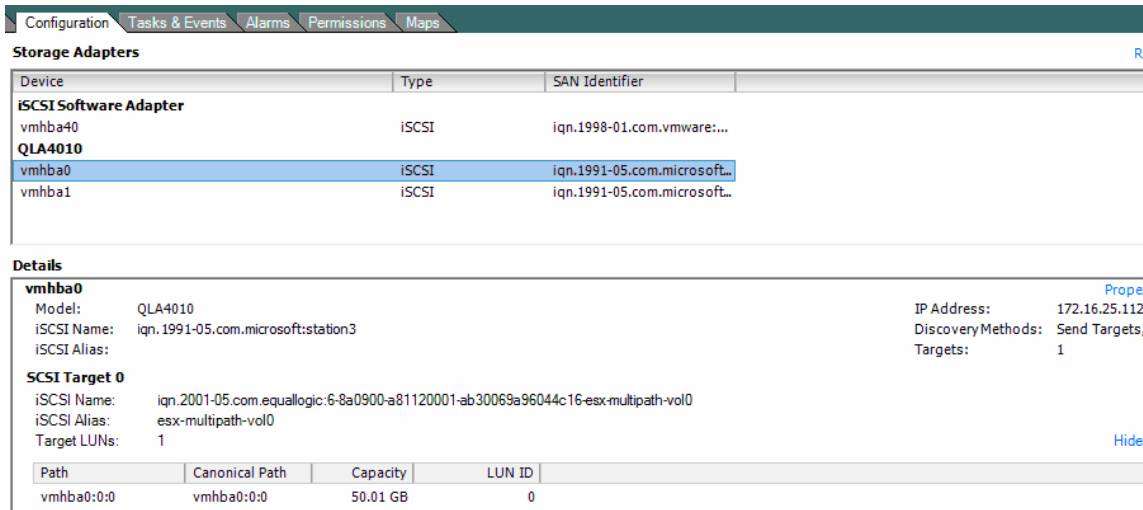 Configuration Tasks & Events Alarms Permissions Maps
Storage Adapters
Device Type SAN Identifier
iSCSI Software Adapter
vmhba40 iSCSI iqn.1998-01.com.vmware:...
QLA4010
vmhba0 iSCSI iqn.1991-05.com.microsoft...
vmhba1 iSCSI iqn.1991-05.com.microsoft...
Details
vmhba0
Model: QLA4010 IP Address: 172.16.25.112
iSCSI Name: iqn.1991-05.com.microsoft:station3 Discovery Methods: Send Targets,
iSCSI Alias: Targets: 1
SCSI Target 0
iSCSI Name: iqn.2001-05.com.equallogic:6-8a0900-a81120001-ab30069a96044c16-esx-multipath-vol0
iSCSI Alias: esx-multipath-vol0
Target LUNs: 1 Hide
Path Canonical Path Capacity LUN ID
vmhba0:0:0 vmhba0:0:0 50.01 GB 0